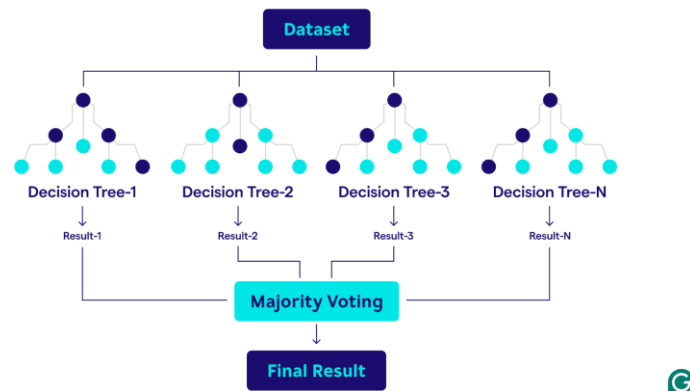 Dataset
Decision Tree-1
Decision Tree-2
Decision Tree-3
Decision Tree-N
Result-1
Result-2
Result-3
Result-N
Majority Voting
Final Result